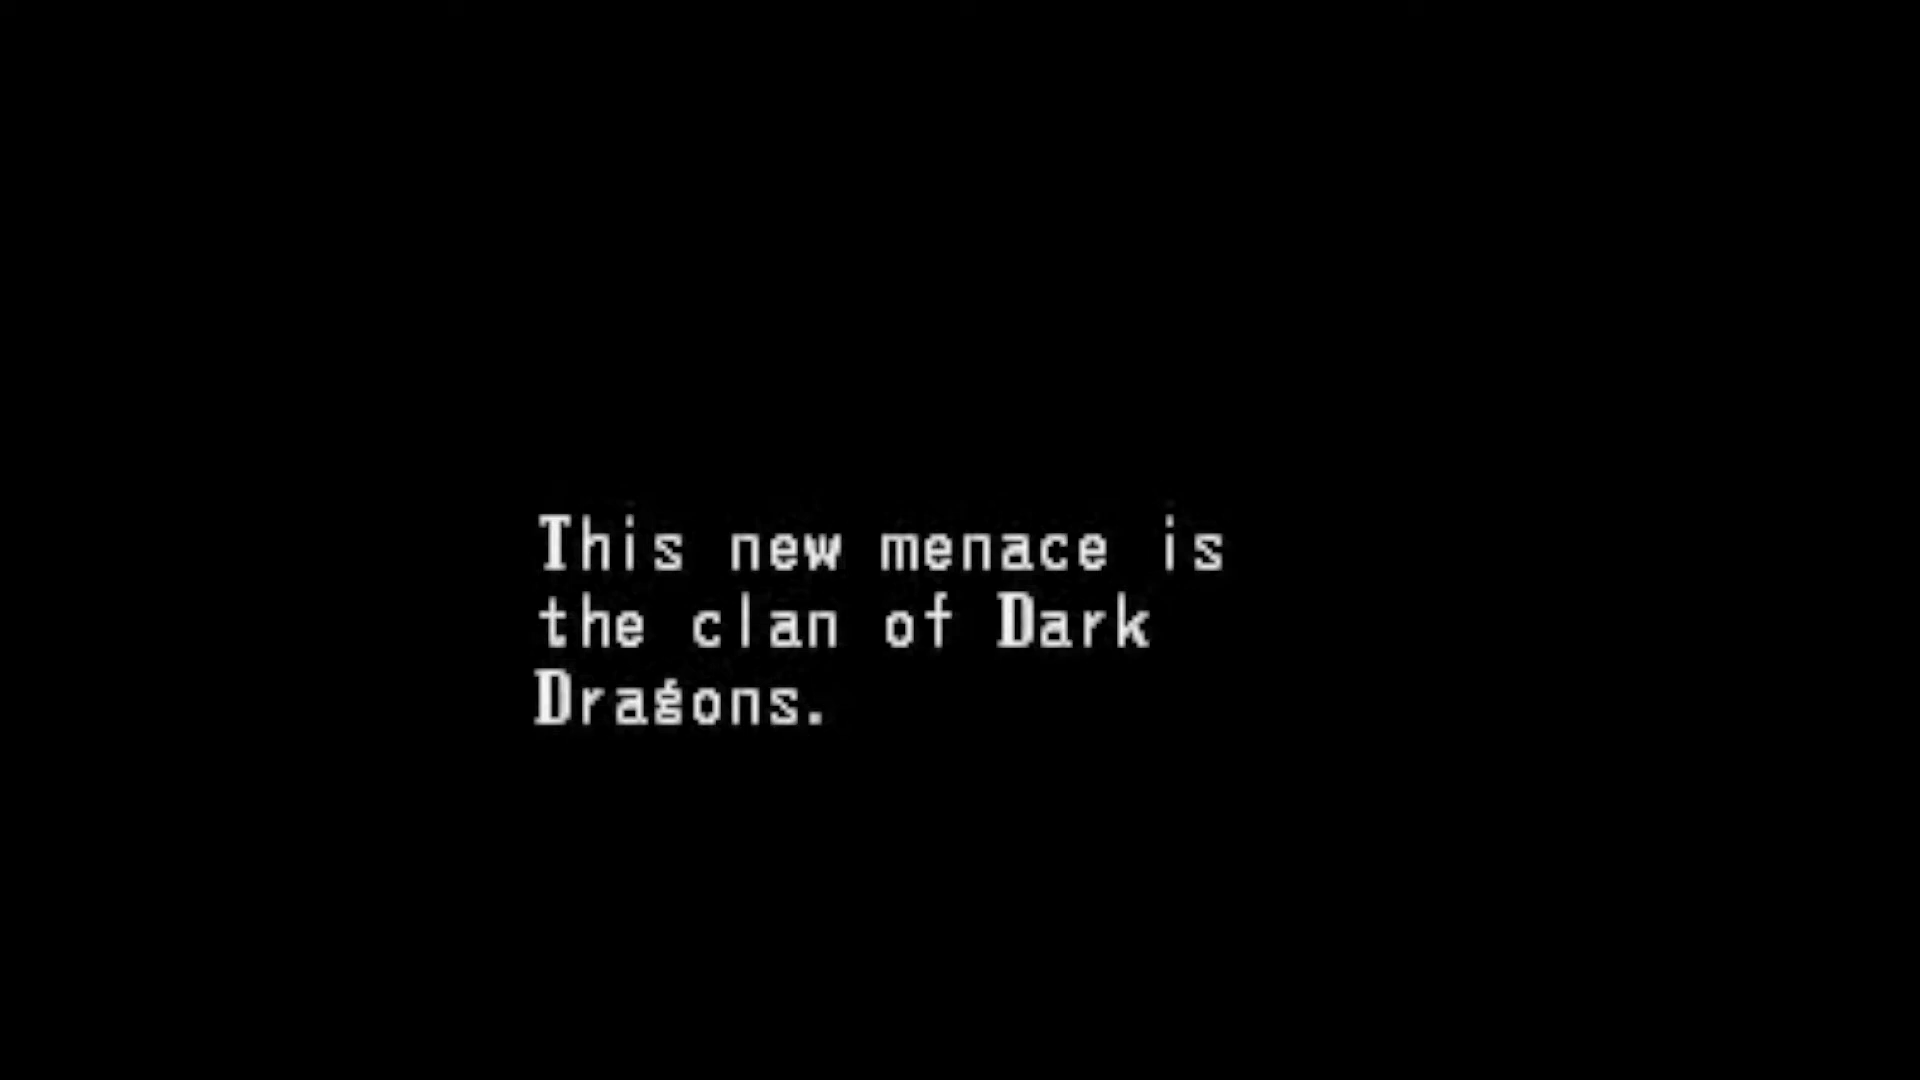 This new menace is
the clan of Dark
Dragons.